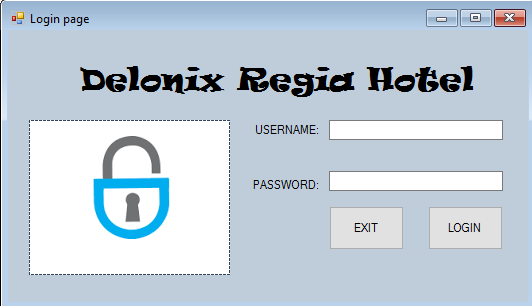 Login page
Delonix Regia Hotel
USERNAME:
PASSWORD:
EXIT
LOGIN